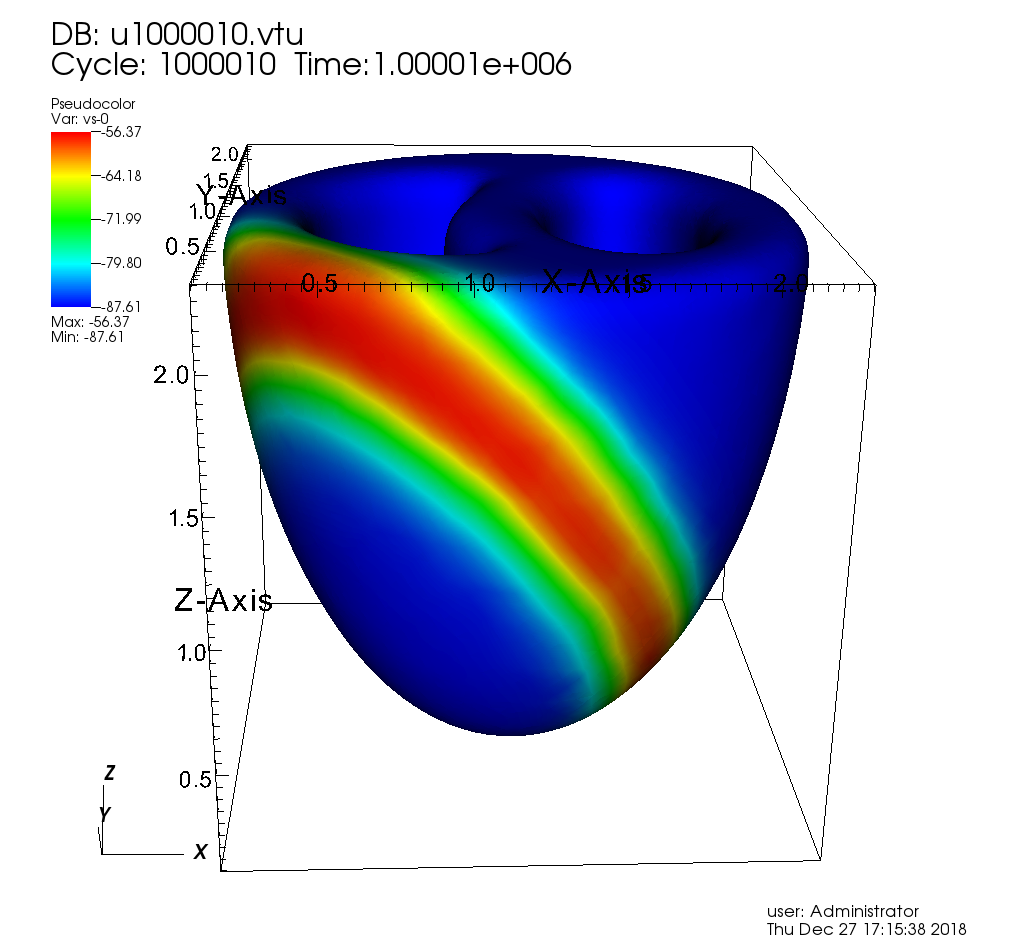 DB: u1000010.vtu
Cycle: 1000010 Time:1.00001e+006
Pseudocolor
Var: vs-0
-56.37
-64.18
-71.99
-79.80
-87.61
Max: -56.37
Min: -87.61
2.0
1.5
Y-Axis
1.0
0.5
0.5
1.0
X-Axis
2.0
2.0
1.5
Z-Axis
1.0
0.5
Z
Y
X
user: Administrator
Thu Dec 27 17:15:38 2018